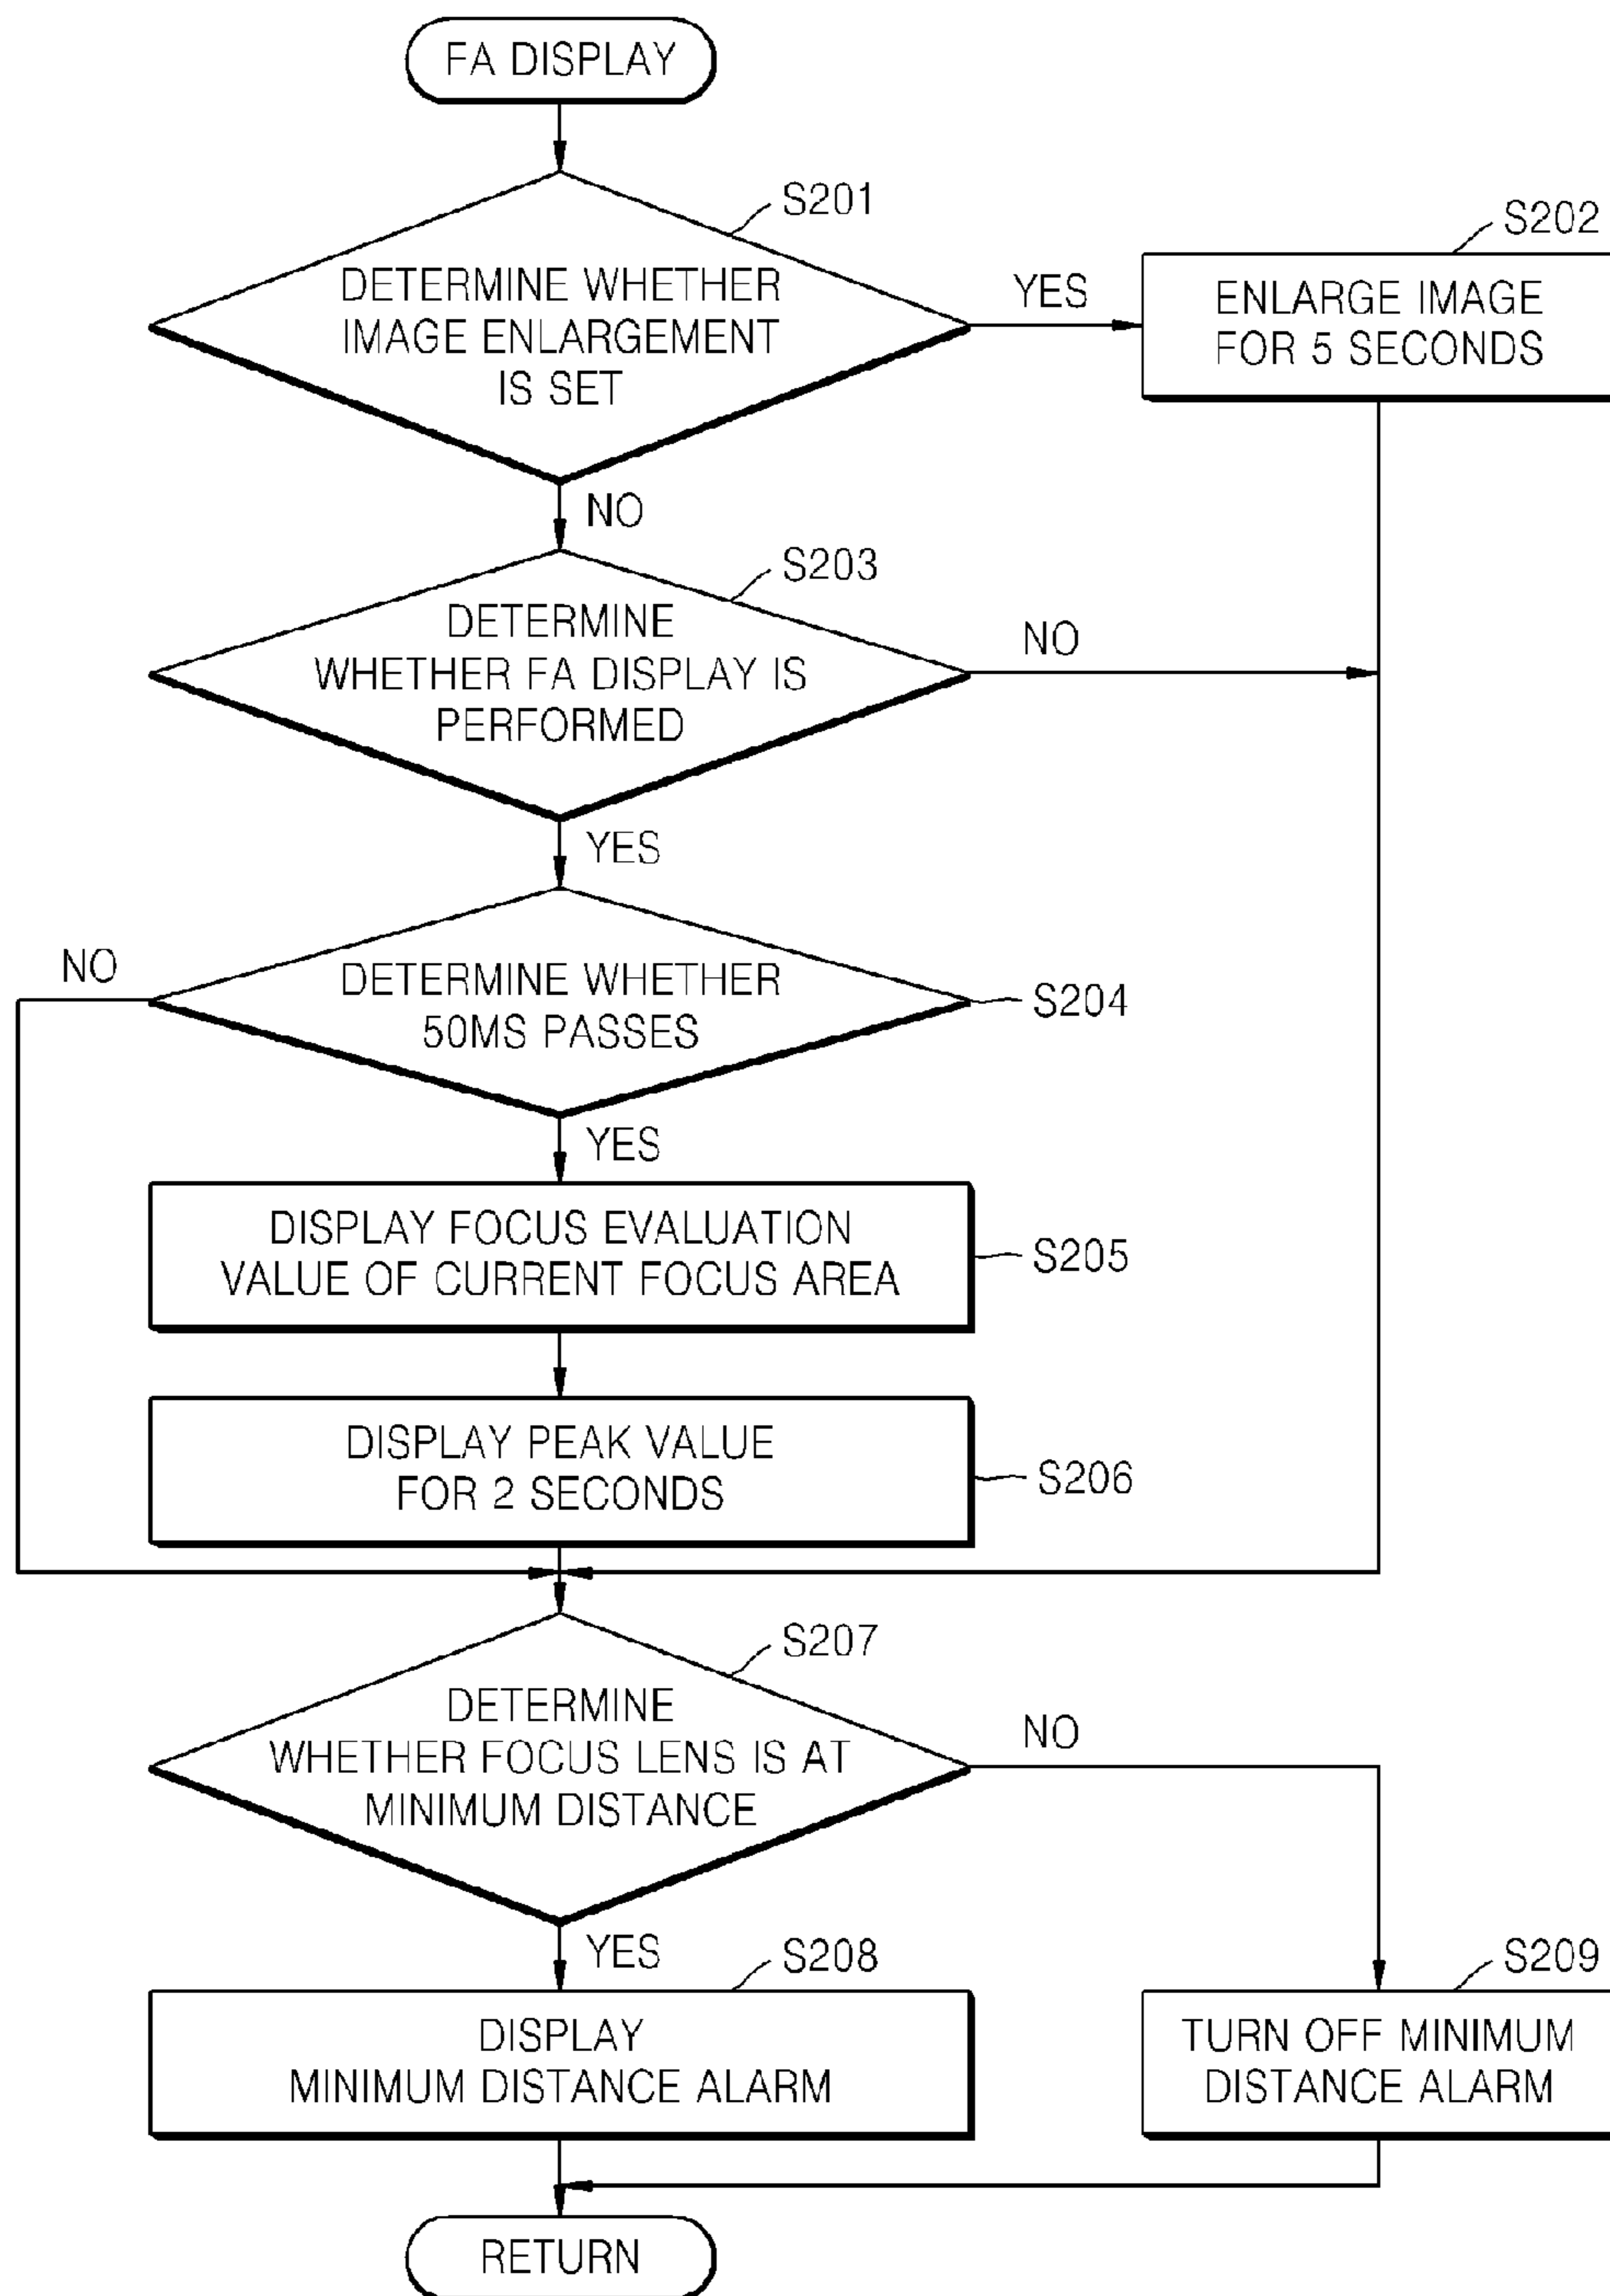 FA DISPLAY
S201
DETERMINE WHETHER
IMAGE ENLARGEMENT
IS SET
YES
S202
ENLARGE IMAGE
FOR 5 SECONDS
NO
S203
DETERMINE
WHETHER FA DISPLAY IS
PERFORMED
NO
YES
NO
DETERMINE WHETHER
50MS PASSES
S204
YES
DISPLAY FOCUS EVALUATION
VALUE OF CURRENT FOCUS AREA
S205
DISPLAY PEAK VALUE
FOR 2 SECONDS
S206
S207
DETERMINE
WHETHER FOCUS LENS IS AT
MINIMUM DISTANCE
NO
YES
S208
DISPLAY
MINIMUM DISTANCE ALARM
S209
TURN OFF MINIMUM
DISTANCE ALARM
RETURN